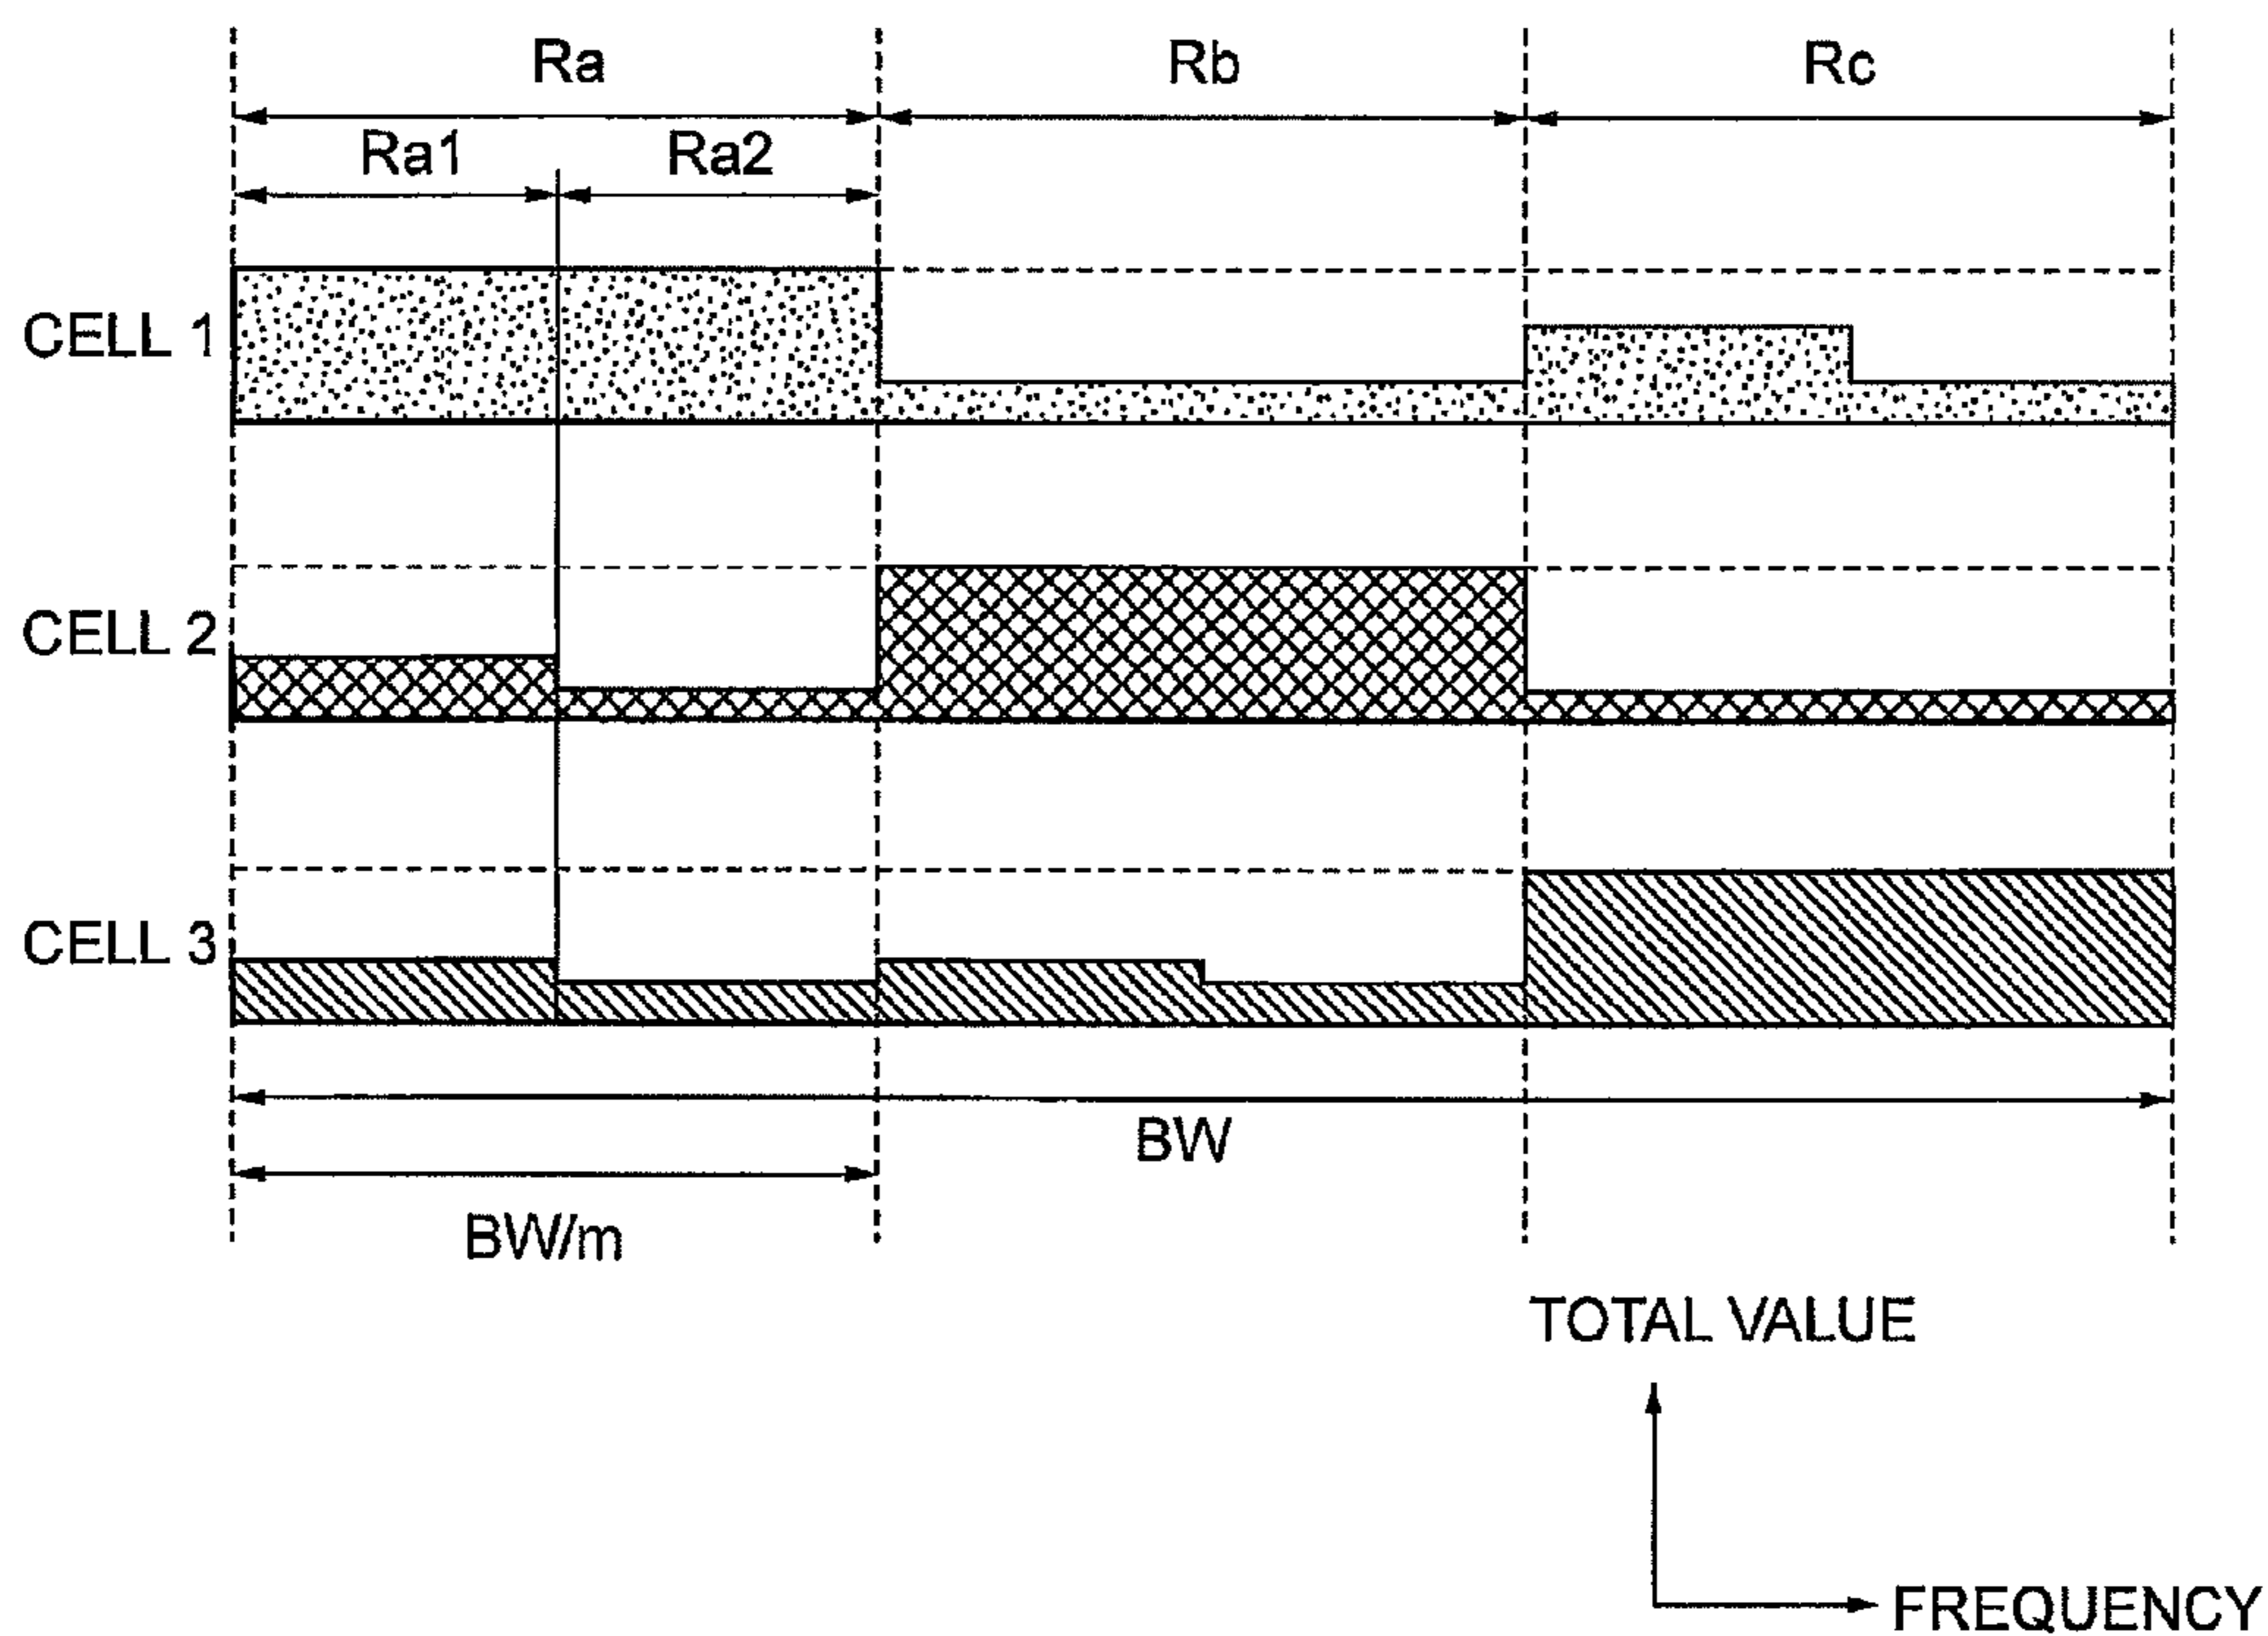 Ra
Rb
Rc
Ra1
Ra2
CELL 1
CELL 2
CELL 3
BW
BW/m
TOTAL VALUE
FREQUENCY